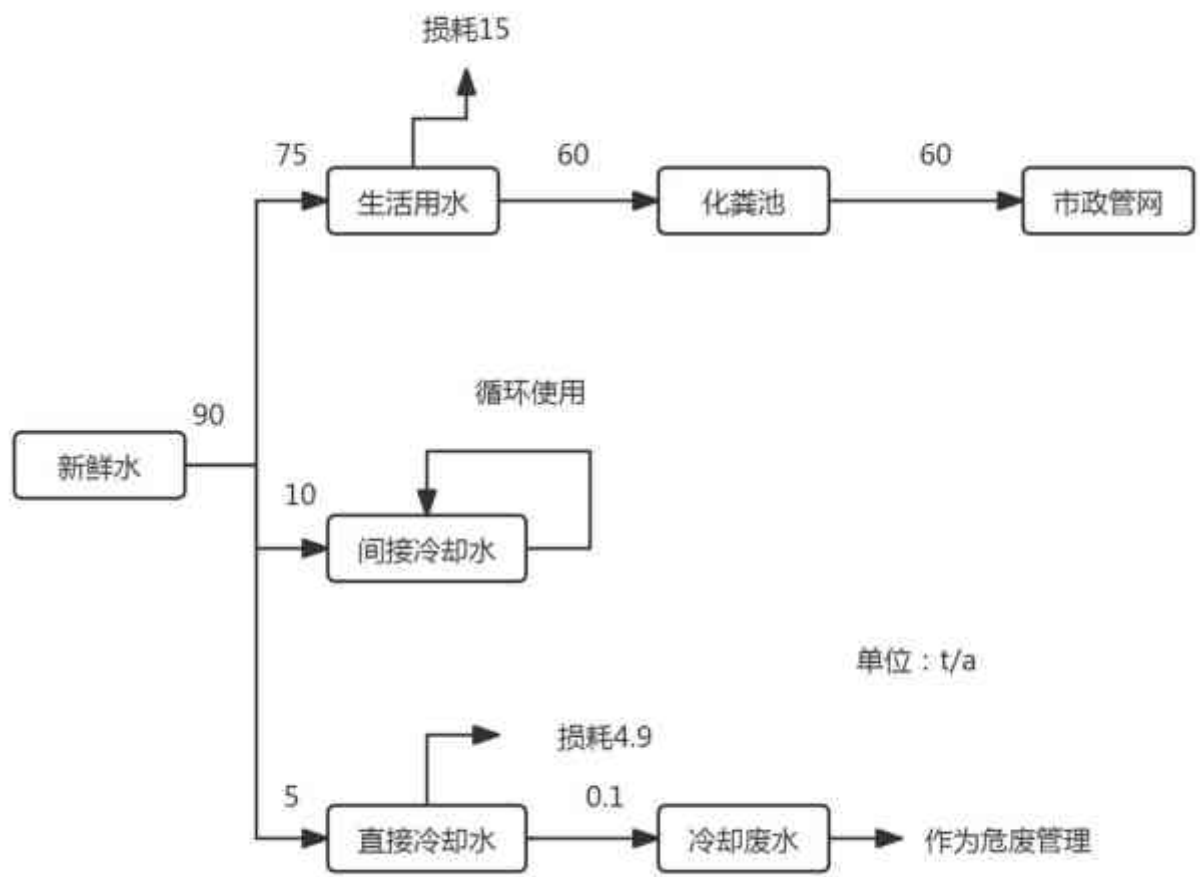 损耗15
75
60
60
生活用水
化粪池
市政管网
循环使用
90
新鲜水
10
间接冷却水
单位：t/a
损耗4.9
5
0.1
直接冷却水
冷却废水
作为危废管理